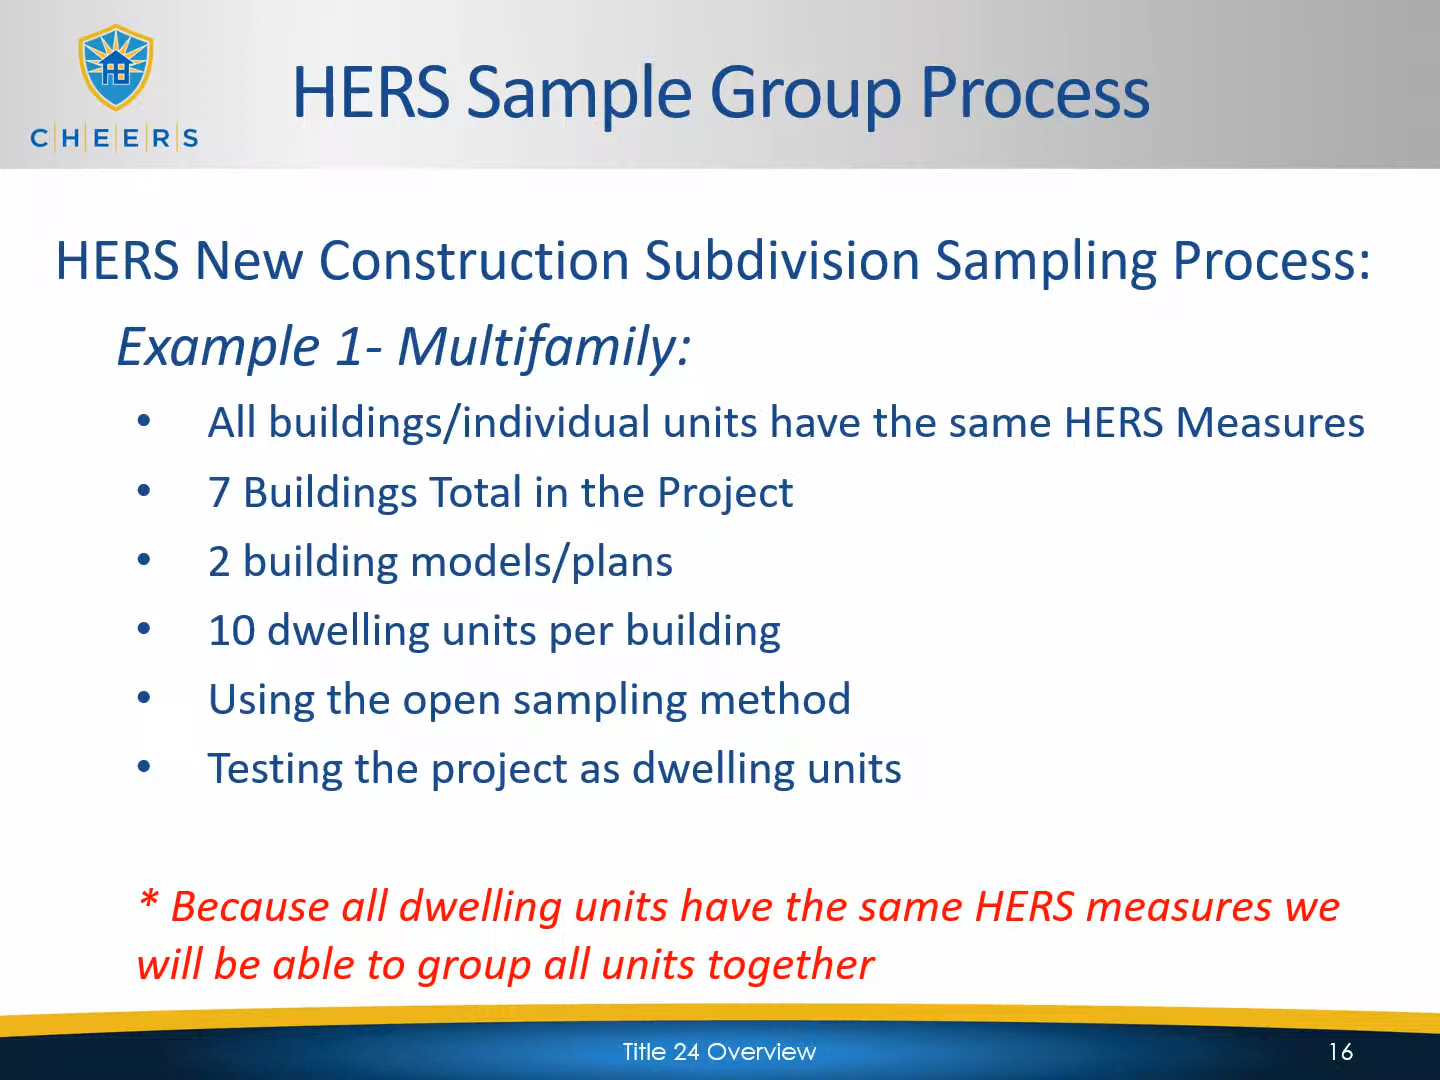 C|H|E|E|R|S
HERS Sample Group Process
HERS New Construction Subdivision Sampling Process:
Example 1- Multifamily:
• All buildings/individual units have the same HERS Measures
• 7 Buildings Total in the Project
• 2 building models/plans
• 10 dwelling units per building
• Using the open sampling method
• Testing the project as dwelling units
* Because all dwelling units have the same HERS measures we
will be able to group all units together
Title 24 Overview
16